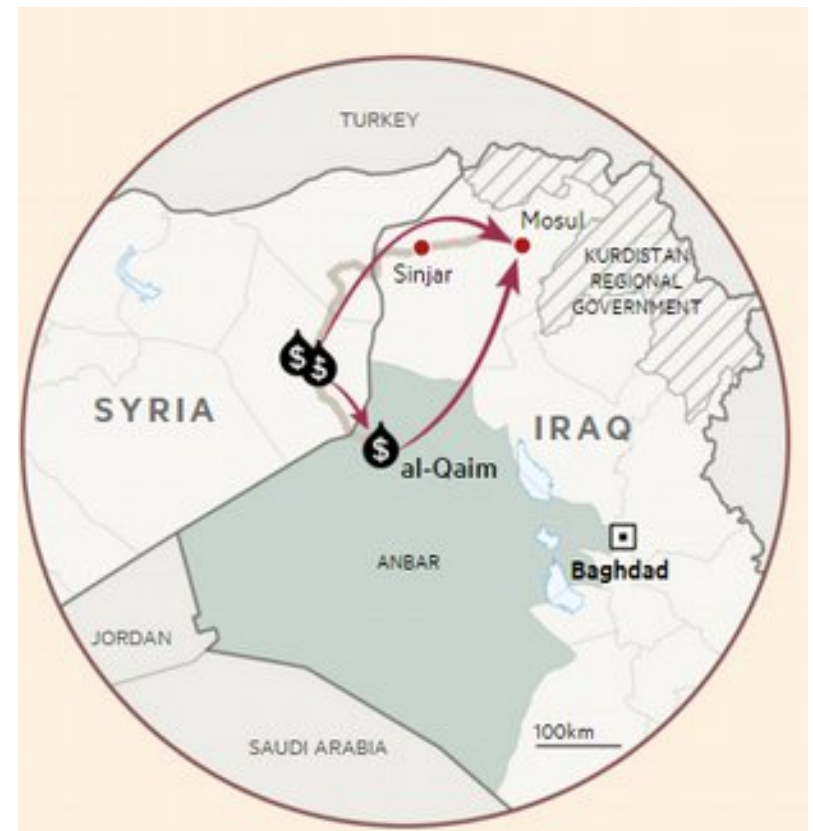 TURKEY
Mosul
Sinjar
KURDISTAN
REGIONAL
GOVERNMENT
$
$
SYRIA
IRAQ
$
al-Qaim
ANBAR
Baghdad
JORDAN
100km
SAUDI ARABIA